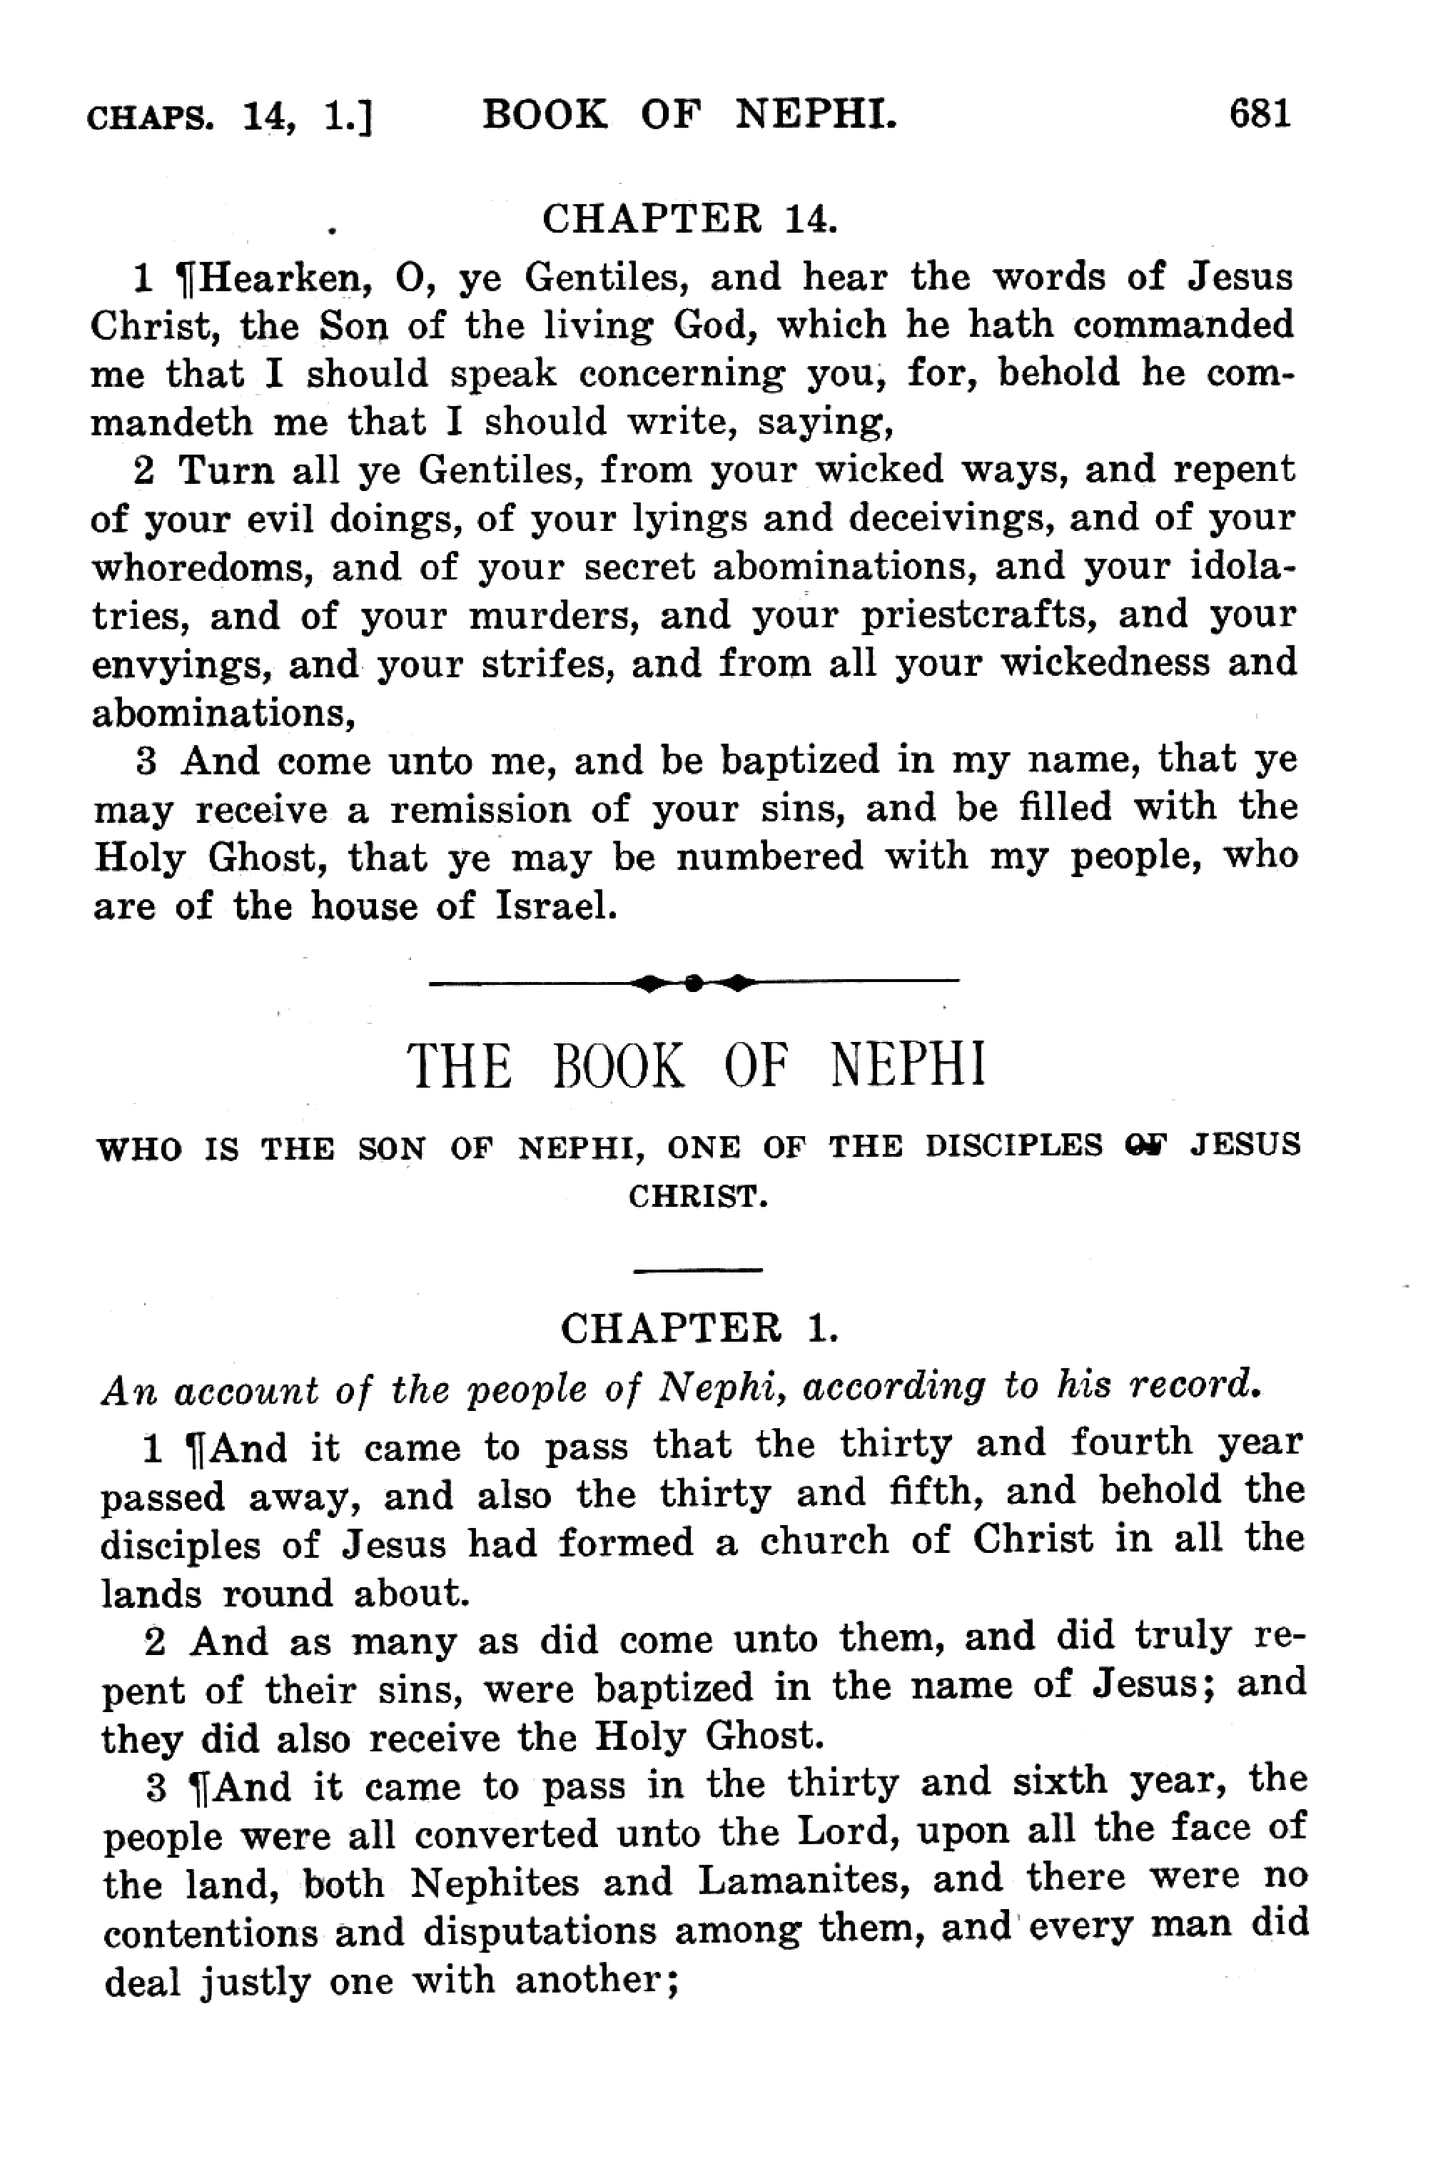 CHAPS. 14, 1.] BOOK OF NEPHI. 681
CHAPTER 14.
1 ¶Hearken, O, ye Gentiles, and hear the words of Jesus
Christ, the Son of the living God, which he hath commanded
me that I should speak concerning you, for, behold he com-
mandeth me that I should write, saying,
2 Turn all ye Gentiles, from your wicked ways, and repent
of your evil doings, of your lyings and deceivings, and of your
whoredoms, and of your secret abominations, and your idola-
tries, and of your murders, and your priestcrafts, and your
envyings, and your strifes, and from all your wickedness and
abominations,
3 And come unto me, and be baptized in my name, that ye
may receive a remission of your sins, and be filled with the
Holy Ghost, that ye may be numbered with my people, who
are of the house of Israel.
THE BOOK OF NEPHI
WHO IS THE SON OF NEPHI, ONE OF THE DISCIPLES OF JESUS
CHRIST.
CHAPTER 1.
An account of the people of Nephi, according to his record.
1 ¶And it came to pass that the thirty and fourth year
passed away, and also the thirty and fifth, and behold the
disciples of Jesus had formed a church of Christ in all the
lands round about.
2 And as many as did come unto them, and did truly re-
pent of their sins, were baptized in the name of Jesus; and
they did also receive the Holy Ghost.
3 ¶And it came to pass in the thirty and sixth year, the
people were all converted unto the Lord, upon all the face of
the land, both Nephites and Lamanites, and there were no
contentions and disputations among them, and every man did
deal justly one with another;